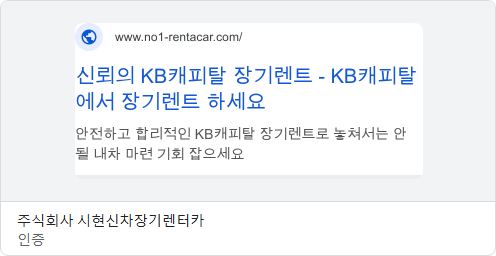 www.no1-rentacar.com/
신뢰의 KB캐피탈 장기렌트 - KB캐피탈
에서 장기렌트 하세요
안전하고 합리적인 KB캐피탈 장기렌트로 놓쳐서는 안
될 내차 마련 기회 잡으세요
주식회사 시현신차장기렌터카
인증